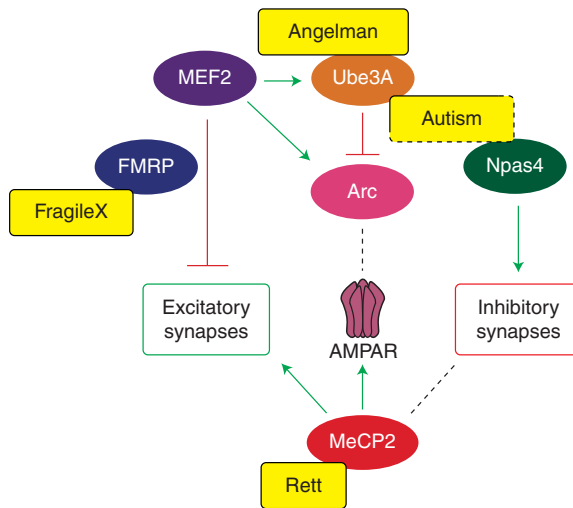 Angelman
MEF2
Ube3A
Autism
FMRP
Npas4
FragileX
Arc
Excitatory
synapses
Inhibitory
synapses
AMPAR
MeCP2
Rett